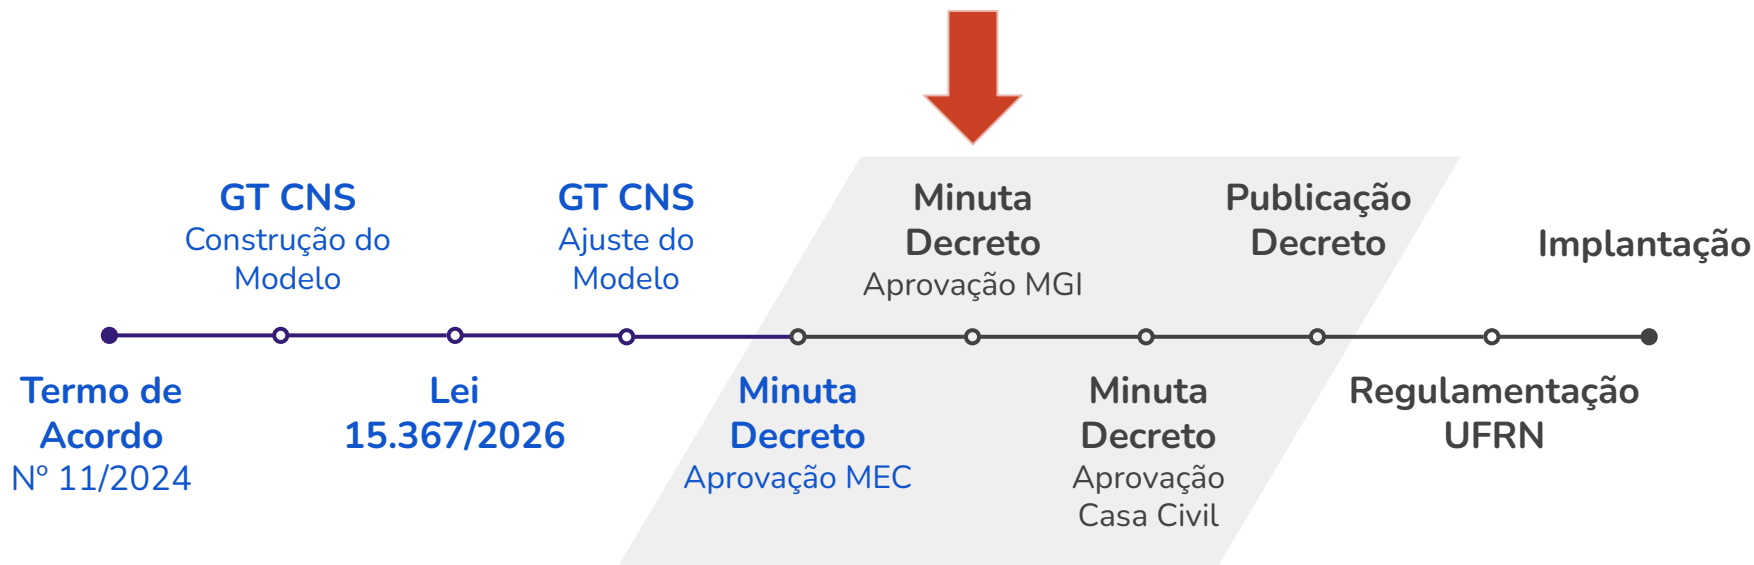 GT CNS
Construção do
Modelo
GT CNS
Ajuste do
Modelo
Minuta
Decreto
Aprovação MGI
Publicação
Decreto
Implantação
Termo de
Acordo
Nº 11/2024
Lei
15.367/2026
Minuta
Decreto
Aprovação MEC
Minuta
Decreto
Aprovação
Casa Civil
Regulamentação
UFRN